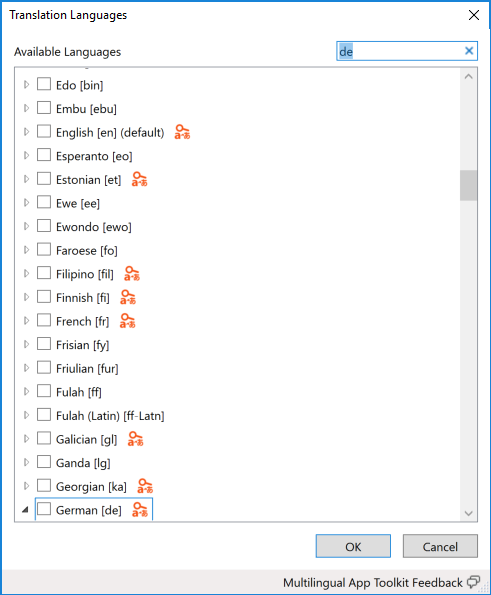 Translation Languages
Available Languages
de
Edo [bin]
Embu [ebu]
English [en] (default)
Esperanto [eo]
Estonian [et]
Ewe [ee]
Ewondo [ewo]
Faroese [fo]
Filipino [fil]
Finnish [fi]
French [fr]
Frisian [fy]
Friulian [fur]
Fulah [ff]
Fulah (Latin) [ff-Latn]
Galician [gl]
Ganda [lg]
Georgian [ka]
German [de]
OK
Cancel
Multilingual App Toolkit Feedback